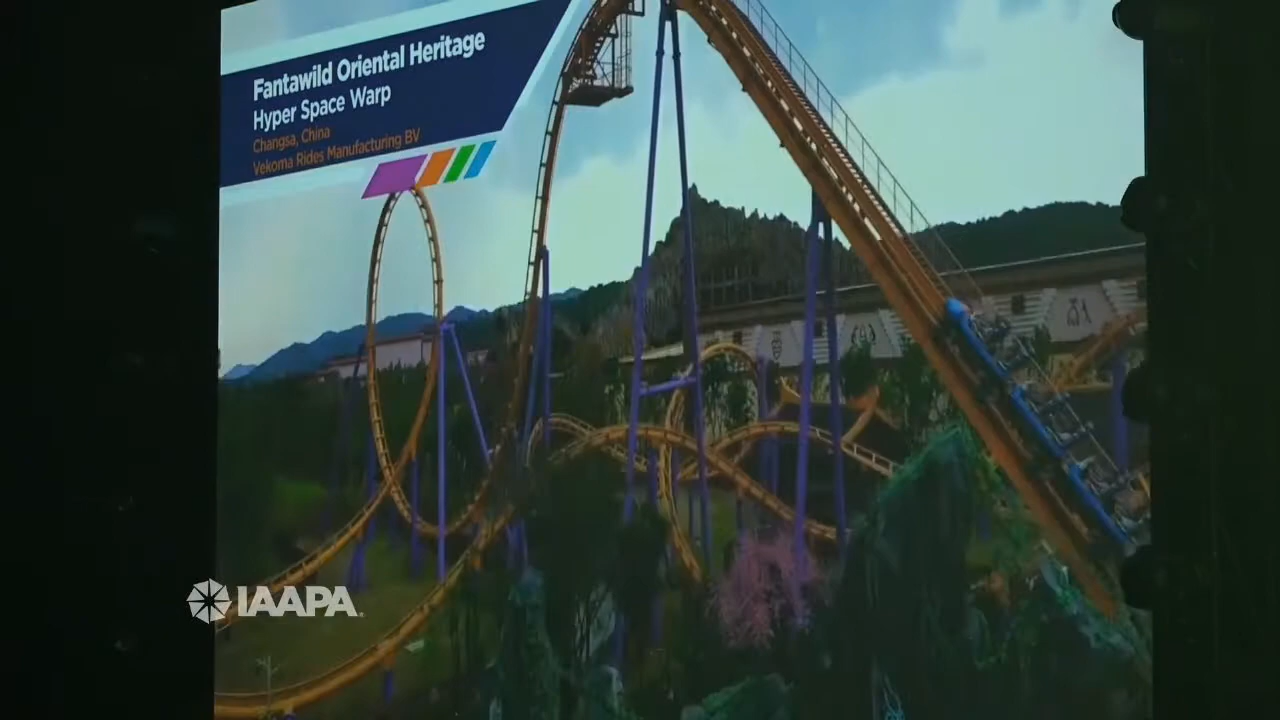 Fantawild Oriental Heritage
Hyper Space Warp
Changsa, China
Vekoma Rides Manufacturing BV
IAAPA